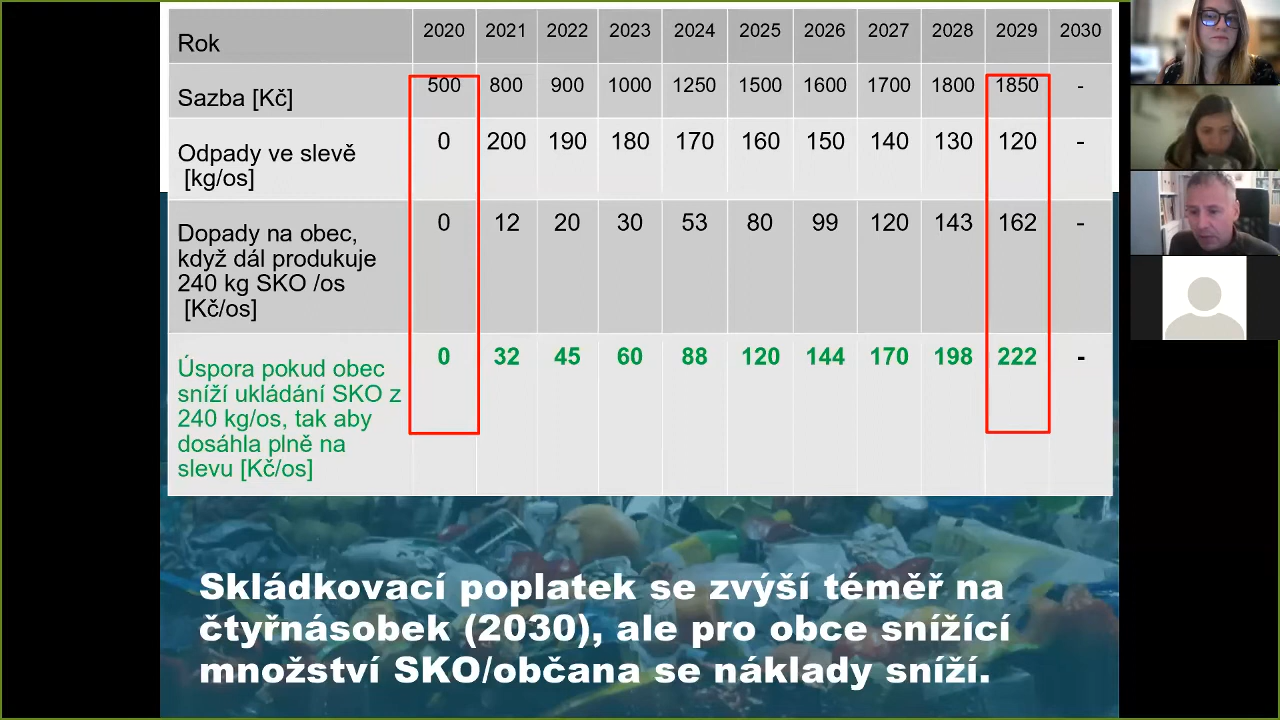 Rok 2020 2021 2022 2023 2024 2025 2026 2027 2028 2029 2030
Sazba [Kč] 500 800 900 1000 1250 1500 1600 1700 1800 1850 -
Odpady ve slevě 0 200 190 180 170 160 150 140 130 120 -
[kg/os]
Dopady na obec, 0 12 20 30 53 80 99 120 143 162 -
když dál produkuje
240 kg SKO /os
[Kč/os]
Úspora pokud obec 0 32 45 60 88 120 144 170 198 222 -
sníží ukládání SKO z
240 kg/os, tak aby
dosáhla plně na
slevu [Kč/os]
Skládkovací poplatek se zvýší téměř na
čtyřnásobek (2030), ale pro obce snížící
množství SKO/občana se náklady sníží.